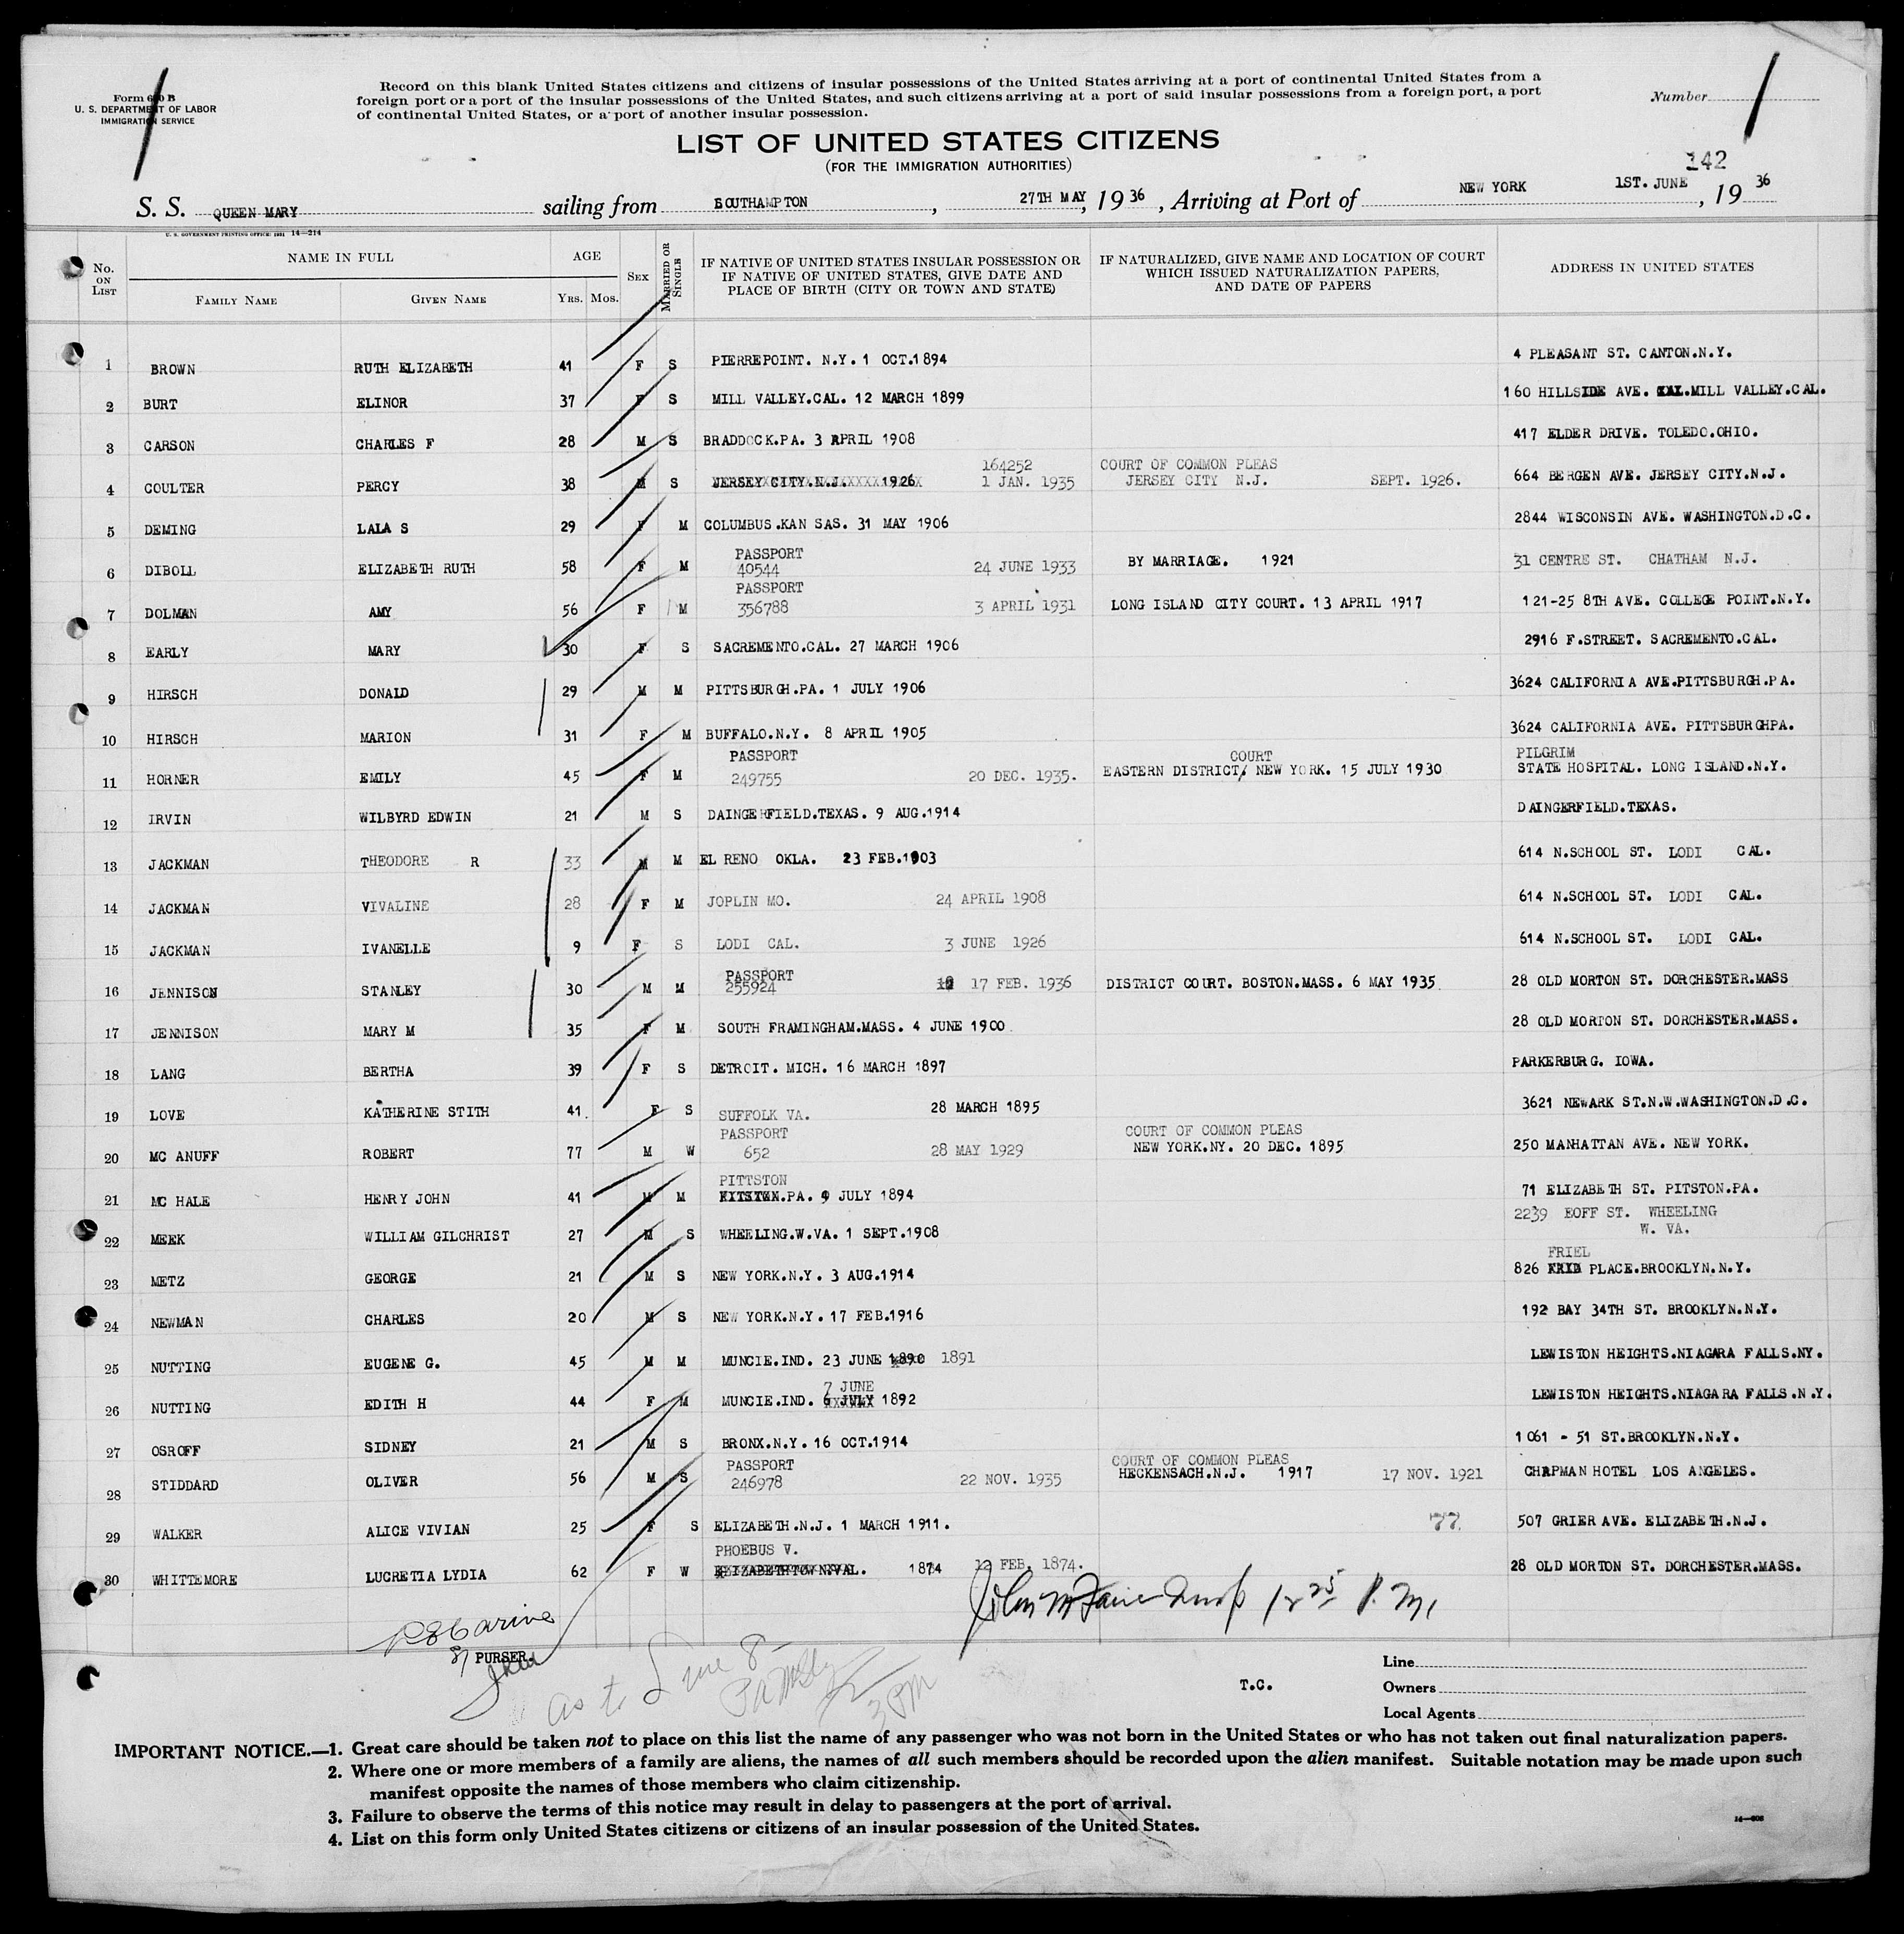 Form 630 B
U. S. DEPARTMENT OF LABOR
IMMIGRATION SERVICE
Record on this blank United States citizens and citizens of insular possessions of the United States arriving at a port of continental United States from a
foreign port or a port of the insular possessions of the United States, and such citizens arriving at a port of said insular possessions from a foreign port, a port
of continental United States, or a port of another insular possession.
Number
LIST OF UNITED STATES CITIZENS
(FOR THE IMMIGRATION AUTHORITIES)
142
S. S. QUEEN MARY sailing from SOUTHAMPTON, 27TH MAY, 1936, Arriving at Port of NEW YORK 1ST. JUNE, 1936
U. S. GOVERNMENT PRINTING OFFICE: 1931 14—214
No. ON LIST
NAME IN FULL
FAMILY NAME GIVEN NAME
AGE
YRS. MOS.
SEX
MARRIED OR SINGLE
IF NATIVE OF UNITED STATES INSULAR POSSESSION OR
IF NATIVE OF UNITED STATES, GIVE DATE AND
PLACE OF BIRTH (CITY OR TOWN AND STATE)
IF NATURALIZED, GIVE NAME AND LOCATION OF COURT
WHICH ISSUED NATURALIZATION PAPERS,
AND DATE OF PAPERS
ADDRESS IN UNITED STATES
1 BROWN RUTH ELIZABETH 41 F S PIERREPOINT. N.Y. 1 OCT.1894 4 PLEASANT ST. CANTON.N.Y.
2 BURT ELINOR 37 F S MILL VALLEY.CAL. 12 MARCH 1899 160 HILLSIDE AVE. CAL.MILL VALLEY.CAL.
3 CARSON CHARLES F 28 M S BRADDOCK.PA. 3 APRIL 1908 417 ELDER DRIVE. TOLEDO.OHIO.
164252 COURT OF COMMON PLEAS
4 COULTER PERCY 38 M S JERSEY CITY.N.J. 1926 1 JAN. 1935 JERSEY CITY N.J. SEPT. 1926. 664 BERGEN AVE. JERSEY CITY.N.J.
5 DEMING LALA S 29 F M COLUMBUS.KANSAS. 31 MAY 1906 2844 WISCONSIN AVE. WASHINGTON.D.C.
PASSPORT
6 DIBOLL ELIZABETH RUTH 58 F M 40544 24 JUNE 1933 BY MARRIAGE. 1921 31 CENTRE ST. CHATHAM N.J.
PASSPORT
7 DOLMAN AMY 56 F M 356788 3 APRIL 1931 LONG ISLAND CITY COURT. 13 APRIL 1917 121-25 8TH AVE. COLLEGE POINT.N.Y.
8 EARLY MARY 30 F S SACREMENTO.CAL. 27 MARCH 1906 2916 F.STREET. SACREMENTO.CAL.
9 HIRSCH DONALD 29 M M PITTSBURGH.PA. 1 JULY 1906 3624 CALIFORNIA AVE.PITTSBURGH.PA.
10 HIRSCH MARION 31 F M BUFFALO.N.Y. 8 APRIL 1905 3624 CALIFORNIA AVE. PITTSBURGHPA.
PASSPORT COURT PILGRIM
11 HORNER EMILY 45 F M 249755 20 DEC. 1935. EASTERN DISTRICT/ NEW YORK. 15 JULY 1930 STATE HOSPITAL. LONG ISLAND.N.Y.
12 IRVIN WILBYRD EDWIN 21 M S DAINGERFIELD.TEXAS. 9 AUG.1914 DAINGERFIELD.TEXAS.
13 JACKMAN THEODORE R 33 M M EL RENO OKLA. 23 FEB.1903 614 N.SCHOOL ST. LODI CAL.
14 JACKMAN VIVALINE 28 F M JOPLIN MO. 24 APRIL 1908 614 N.SCHOOL ST. LODI CAL.
15 JACKMAN IVANELLE 9 F S LODI CAL. 3 JUNE 1926 614 N.SCHOOL ST. LODI CAL.
PASSPORT
16 JENNISON STANLEY 30 M M 255924 17 FEB. 1936 DISTRICT COURT. BOSTON.MASS. 6 MAY 1935 28 OLD MORTON ST. DORCHESTER.MASS
17 JENNISON MARY M 35 F M SOUTH FRAMINGHAM.MASS. 4 JUNE 1900 28 OLD MORTON ST. DORCHESTER.MASS.
18 LANG BERTHA 39 F S DETROIT. MICH. 16 MARCH 1897 PARKERBURG. IOWA.
19 LOVE KATHERINE STITH 41. F S SUFFOLK VA. 28 MARCH 1895 3621 NEWARK ST.N.W.WASHINGTON.D.C.
PASSPORT COURT OF COMMON PLEAS
20 MC ANUFF ROBERT 77 M W 652 28 MAY 1929 NEW YORK.NY. 20 DEC. 1895 250 MANHATTAN AVE. NEW YORK.
PITTSTON
21 MC HALE HENRY JOHN 41 M M .PA. 9 JULY 1894 71 ELIZABETH ST. PITSTON.PA.
22 MEEK WILLIAM GILCHRIST 27 M S WHEELING.W.VA. 1 SEPT.1908 2239 EOFF ST. WHEELING
W. VA.
FRIEL
23 METZ GEORGE 21 M S NEW YORK.N.Y. 3 AUG.1914 826 PLACE.BROOKLYN.N.Y.
24 NEWMAN CHARLES 20 M S NEW YORK.N.Y. 17 FEB.1916 192 BAY 34TH ST. BROOKLYN.N.Y.
25 NUTTING EUGENE G. 45 M M MUNCIE.IND. 23 JUNE 1890 1891 LEWISTON HEIGHTS.NIAGARA FALLS.NY.
7 JUNE
26 NUTTING EDITH H 44 F M MUNCIE.IND. 6 JULY 1892 LEWISTON HEIGHTS.NIAGARA FALLS.N.Y.
27 OSROFF SIDNEY 21 M S BRONX.N.Y. 16 OCT.1914 1061 - 51 ST.BROOKLYN.N.Y.
PASSPORT COURT OF COMMON PLEAS
28 STIDDARD OLIVER 56 M S 246978 22 NOV. 1935 HECKENSACH.N.J. 1917 17 NOV. 1921 CHAPMAN HOTEL LOS ANGELES.
29 WALKER ALICE VIVIAN 25 F S ELIZABETH.N.J. 1 MARCH 1911. 77 507 GRIER AVE. ELIZABETH.N.J.
PHOEBUS V.
30 WHITTEMORE LUCRETIA LYDIA 62 F W ELIZABETHTOWN.VAL. 1874 12 FEB. 1874. 28 OLD MORTON ST. DORCHESTER.MASS.
12 25 P. M.
PURSER.
as to Line 8
3 PM
T.C.
Line
Owners
Local Agents
IMPORTANT NOTICE.—1. Great care should be taken not to place on this list the name of any passenger who was not born in the United States or who has not taken out final naturalization papers.
2. Where one or more members of a family are aliens, the names of all such members should be recorded upon the alien manifest. Suitable notation may be made upon such
manifest opposite the names of those members who claim citizenship.
3. Failure to observe the terms of this notice may result in delay to passengers at the port of arrival.
4. List on this form only United States citizens or citizens of an insular possession of the United States.